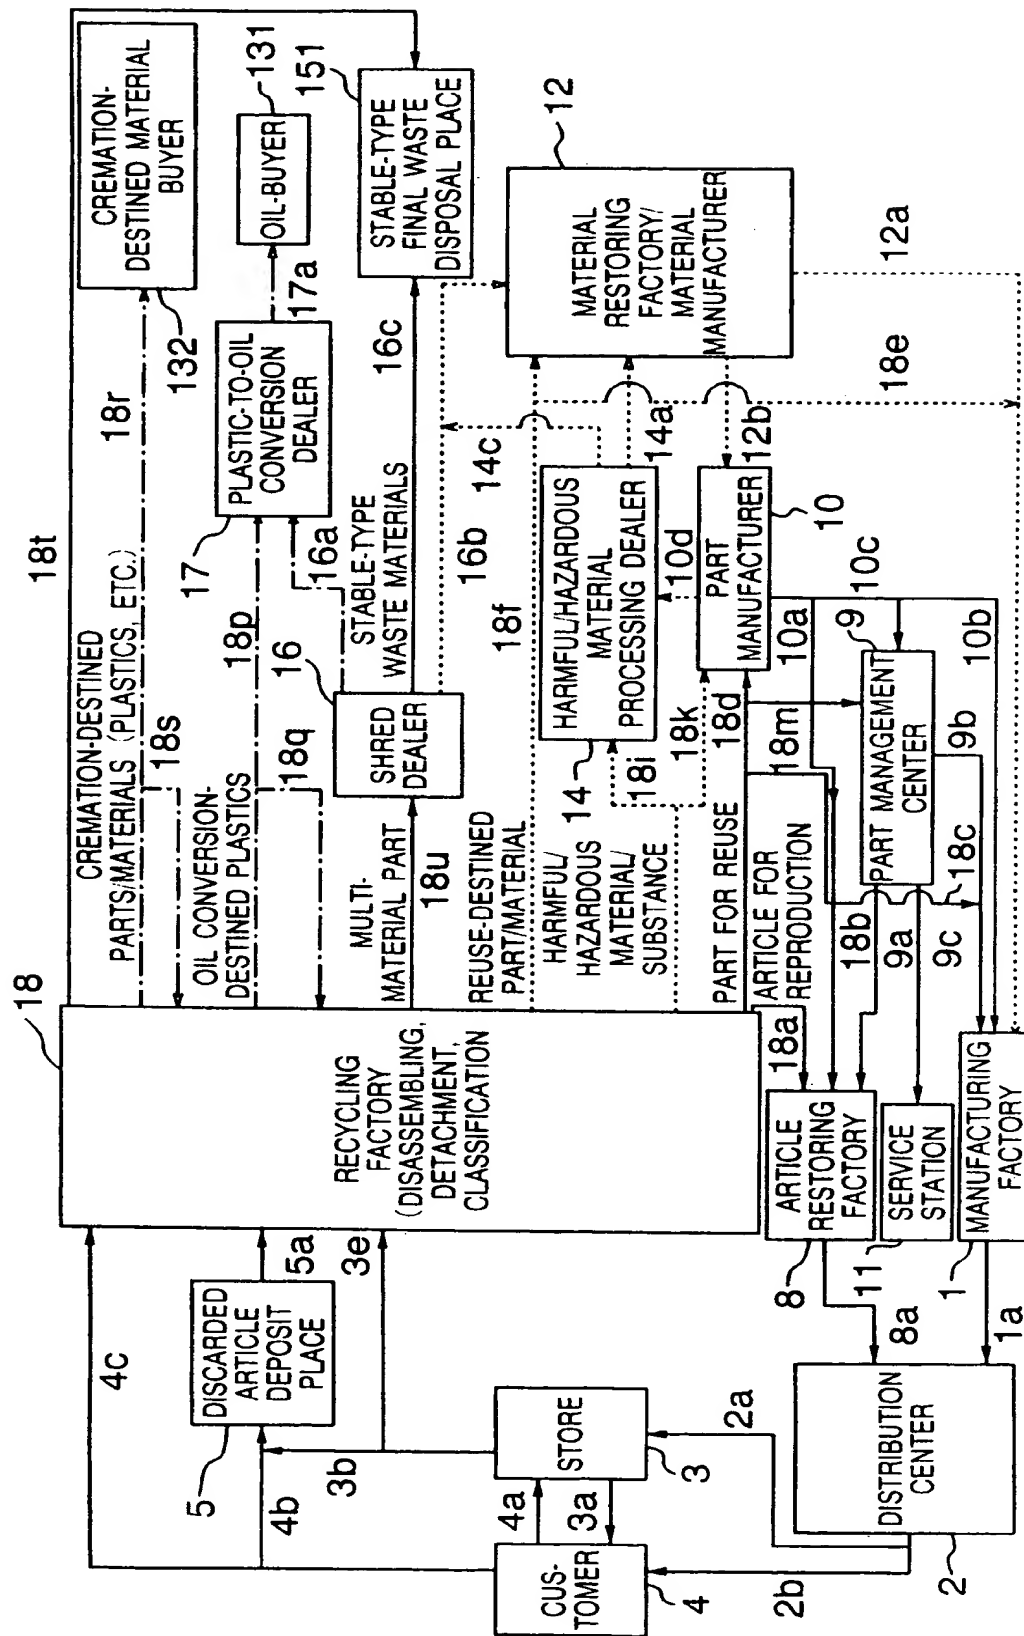 18t
CREMATION-DESTINED
PARTS/MATERIALS (PLASTICS, ETC.)
18r
CREMATION-
DESTINED MATERIAL
BUYER
132
18s
OIL CONVERSION-
DESTINED PLASTICS
18p
18q
17
PLASTIC-TO-OIL
CONVERSION
DEALER
17a
OIL-BUYER
131
16a
STABLE-TYPE
WASTE MATERIALS
16c
STABLE-TYPE
FINAL WASTE
DISPOSAL PLACE
151
16
SHRED
DEALER
16b
MULTI-
MATERIAL PART
18u
18
RECYCLING
FACTORY
(DISASSEMBLING,
DETACHMENT,
CLASSIFICATION)
REUSE-DESTINED
PART/MATERIAL
18f
HARMFUL/
HAZARDOUS
MATERIAL/
SUBSTANCE
14
HARMFUL/HAZARDOUS
MATERIAL
PROCESSING DEALER
14c
14a
18i
18k
MATERIAL
RESTORING
FACTORY/
MATERIAL
MANUFACTURER
12
12a
12b
18e
PART FOR REUSE
18d
10d
PART
MANUFACTURER
10
10a
10c
10b
ARTICLE FOR
REPRODUCTION
18m
9
PART MANAGEMENT
CENTER
9b
18c
18b
9a
9c
18a
ARTICLE
RESTORING
FACTORY
8
8a
SERVICE
STATION
11
MANUFACTURING
FACTORY
1
1a
4c
5
DISCARDED
ARTICLE
DEPOSIT
PLACE
5a
3e
4b
3b
STORE
3
4a
3a
CUS-
TOMER
4
2a
2b
DISTRIBUTION
CENTER
2